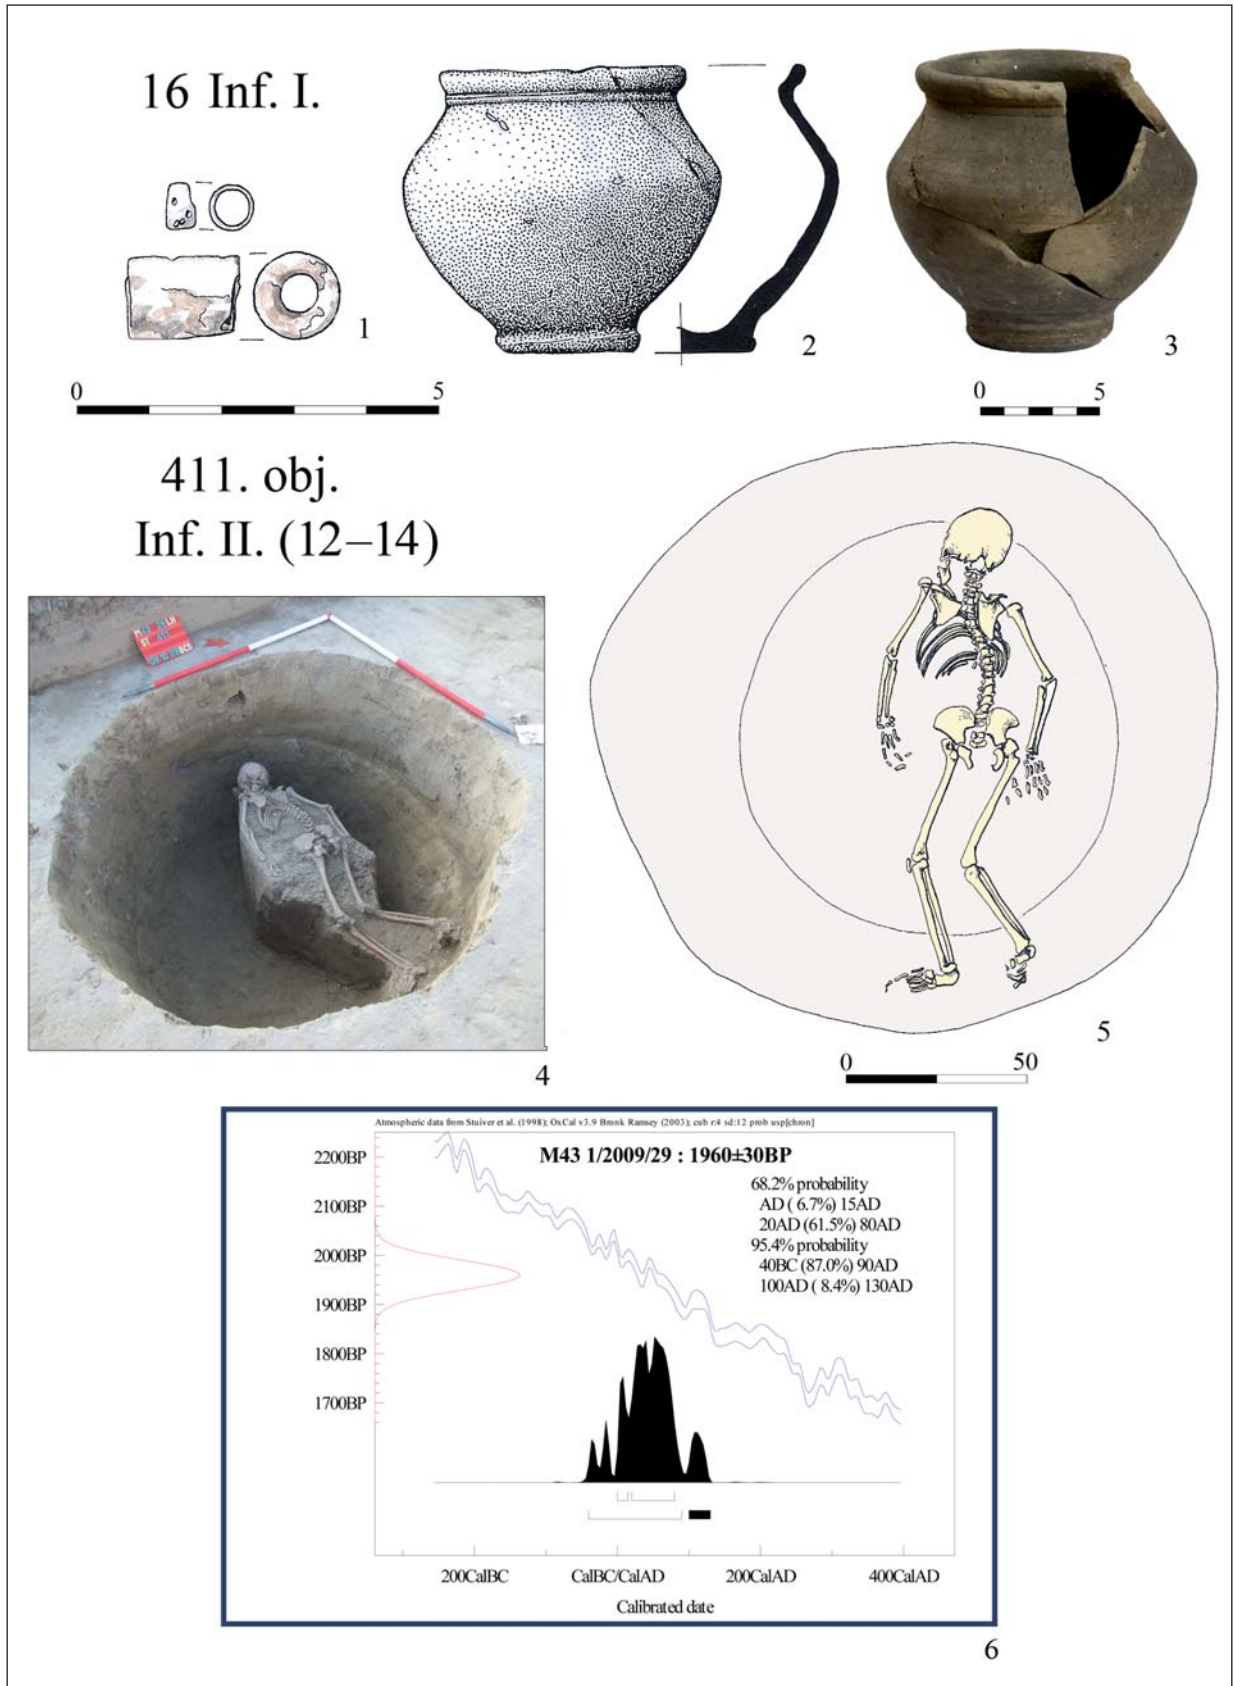 16 Inf. I.
1
2
3
0 5
0 5
411. obj.
Inf. II. (12–14)
4
5
0 50
Atmospheric data from Stuiver et al. (1998); OxCal v3.9 Bronk Ramsey (2003); cub r:4 sd:12 prob usp[chron]
M43 1/2009/29 : 1960±30BP
68.2% probability
AD ( 6.7%) 15AD
20AD (61.5%) 80AD
95.4% probability
40BC (87.0%) 90AD
100AD ( 8.4%) 130AD
2200BP
2100BP
2000BP
1900BP
1800BP
1700BP
200CalBC CalBC/CalAD 200CalAD 400CalAD
Calibrated date
6